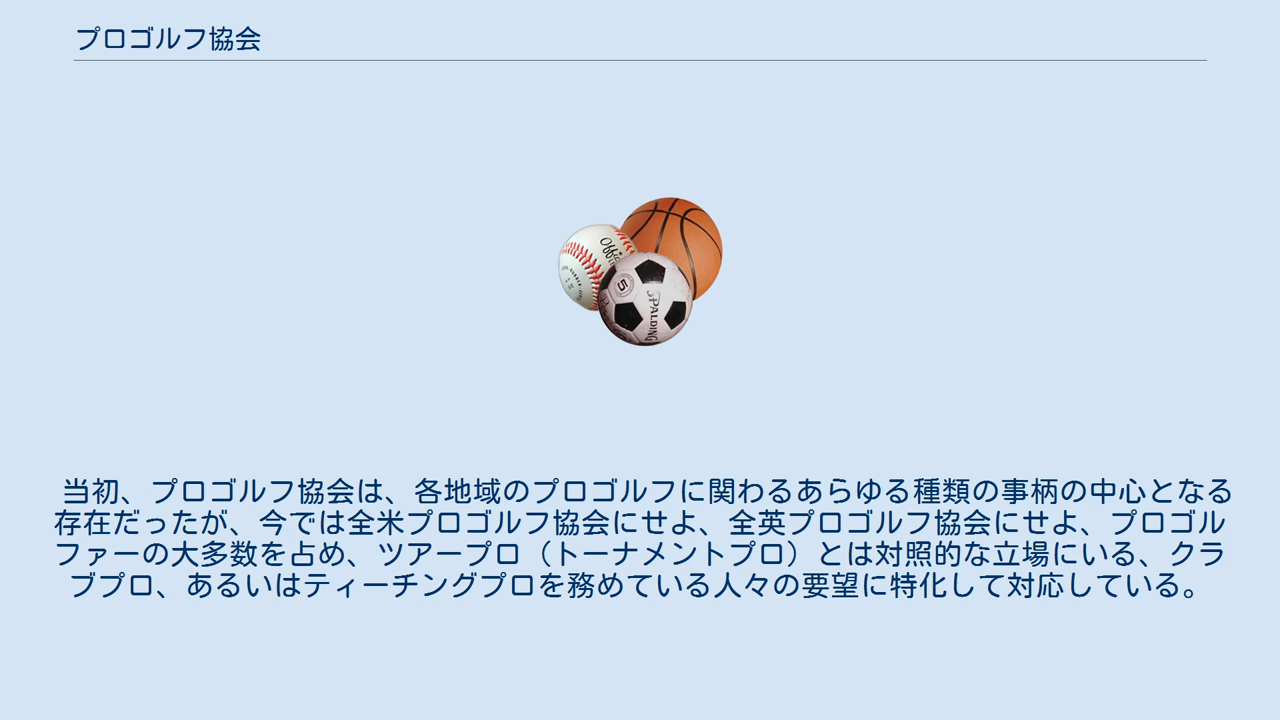 プロゴルフ協会
Offic
5
SPALDING
当初、プロゴルフ協会は、各地域のプロゴルフに関わるあらゆる種類の事柄の中心となる
存在だったが、今では全米プロゴルフ協会にせよ、全英プロゴルフ協会にせよ、プロゴル
ファーの大多数を占め、ツアープロ（トーナメントプロ）とは対照的な立場にいる、クラ
ブプロ、あるいはティーチングプロを務めている人々の要望に特化して対応している。